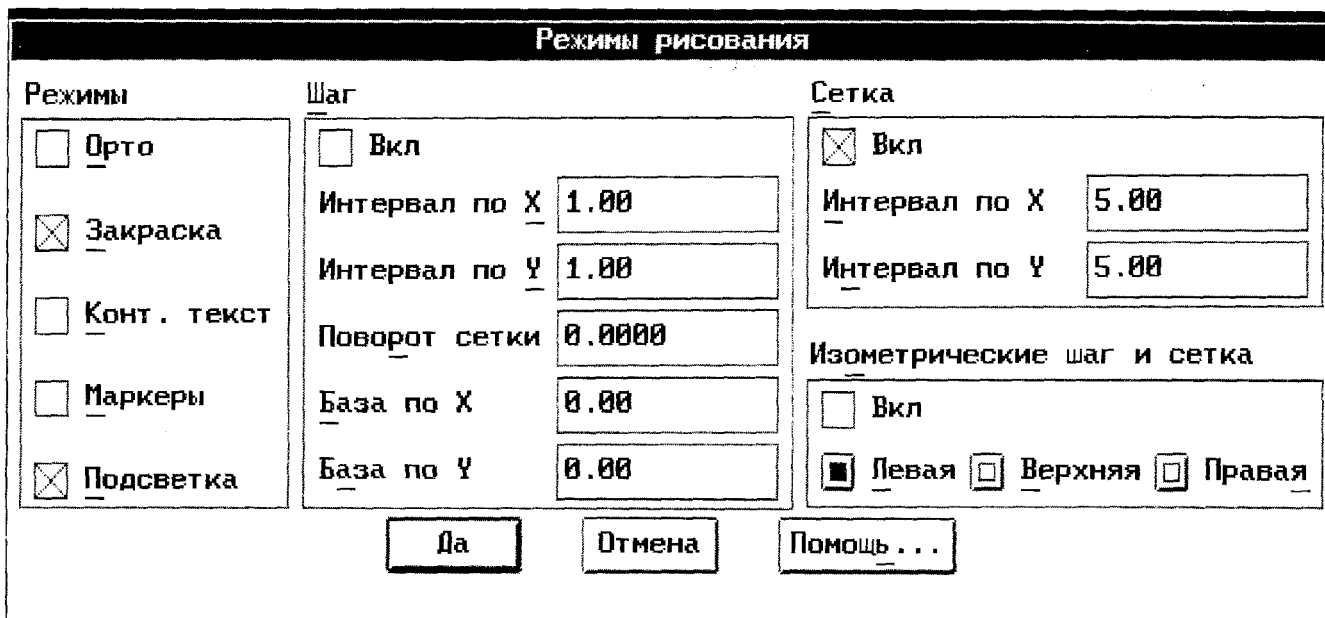 Режимы рисования
Режимы
Орто
Закраска
Конт. текст
Маркеры
Подсветка
Шаг
Вкл
Интервал по X 1.00
Интервал по Y 1.00
Поворот сетки 0.0000
База по X 0.00
База по Y 0.00
Сетка
Вкл
Интервал по X 5.00
Интервал по Y 5.00
Изометрические шаг и сетка
Вкл
Левая Верхняя Правая
Да Отмена Помощь...